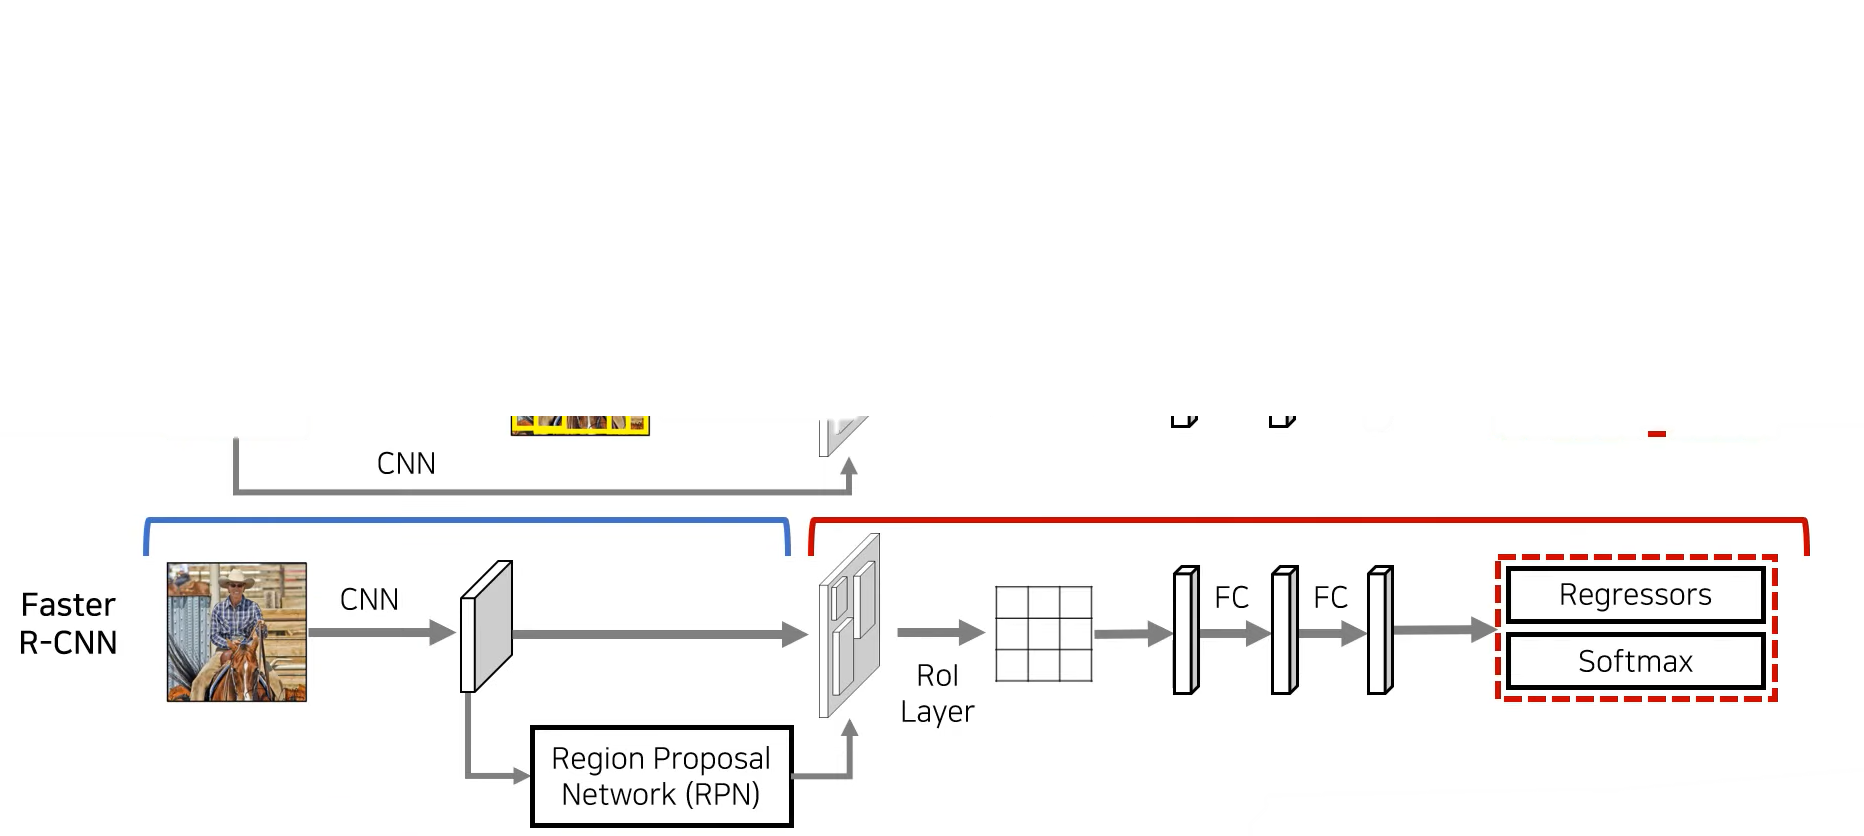 CNN
Faster
R-CNN
CNN
Region Proposal
Network (RPN)
RoI
Layer
FC
FC
Regressors
Softmax